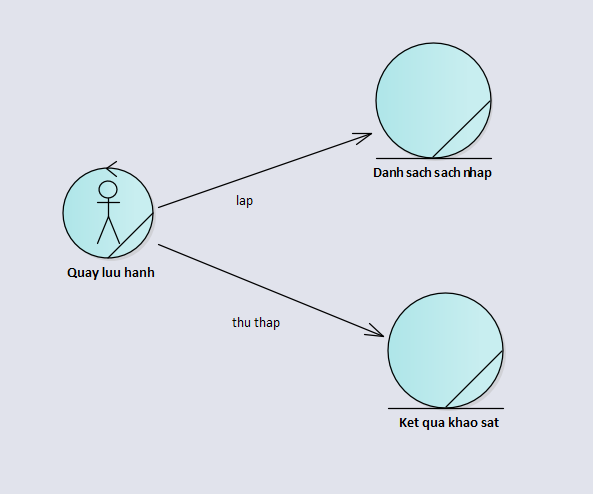 Danh sach sach nhap
lap
Quay luu hanh
thu thap
Ket qua khao sat